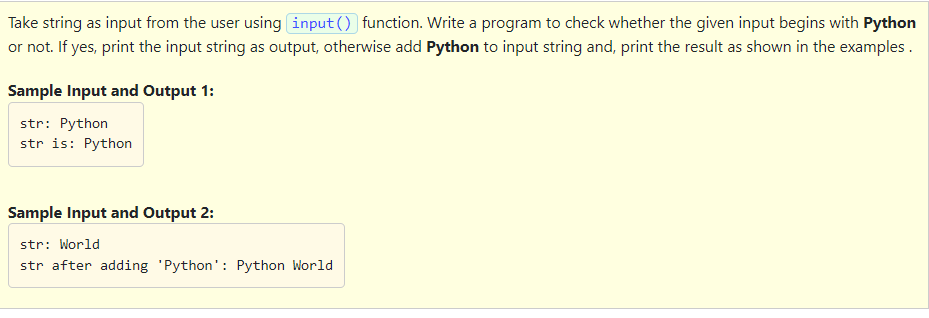 Take string as input from the user using input() function. Write a program to check whether the given input begins with Python
or not. If yes, print the input string as output, otherwise add Python to input string and, print the result as shown in the examples .
Sample Input and Output 1:
str: Python
str is: Python
Sample Input and Output 2:
str: World
str after adding 'Python': Python World